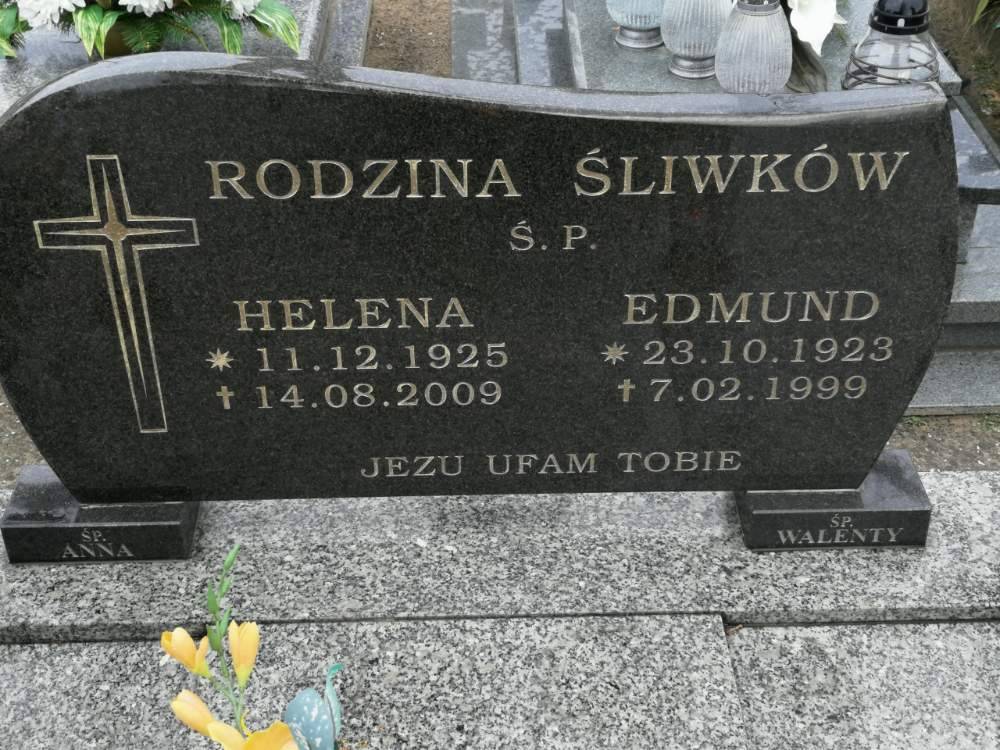 RODZINA ŚLIWKÓW
Ś. P.
HELENA
11.12.1925
14.08.2009
EDMUND
23.10.1923
7.02.1999
JEZU UFAM TOBIE
ŚP.
ANNA
ŚP.
WALENTY